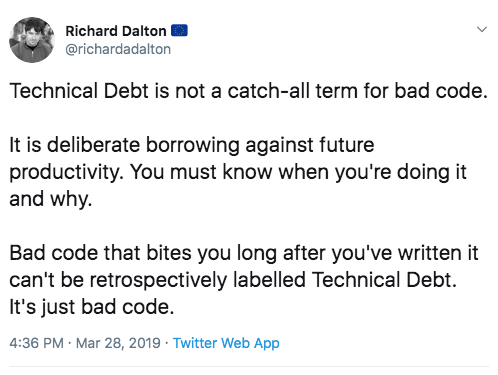 Richard Dalton 🇪🇺
@richardadalton
Technical Debt is not a catch-all term for bad code.
It is deliberate borrowing against future
productivity. You must know when you're doing it
and why.
Bad code that bites you long after you've written it
can't be retrospectively labelled Technical Debt.
It's just bad code.
4:36 PM · Mar 28, 2019 · Twitter Web App